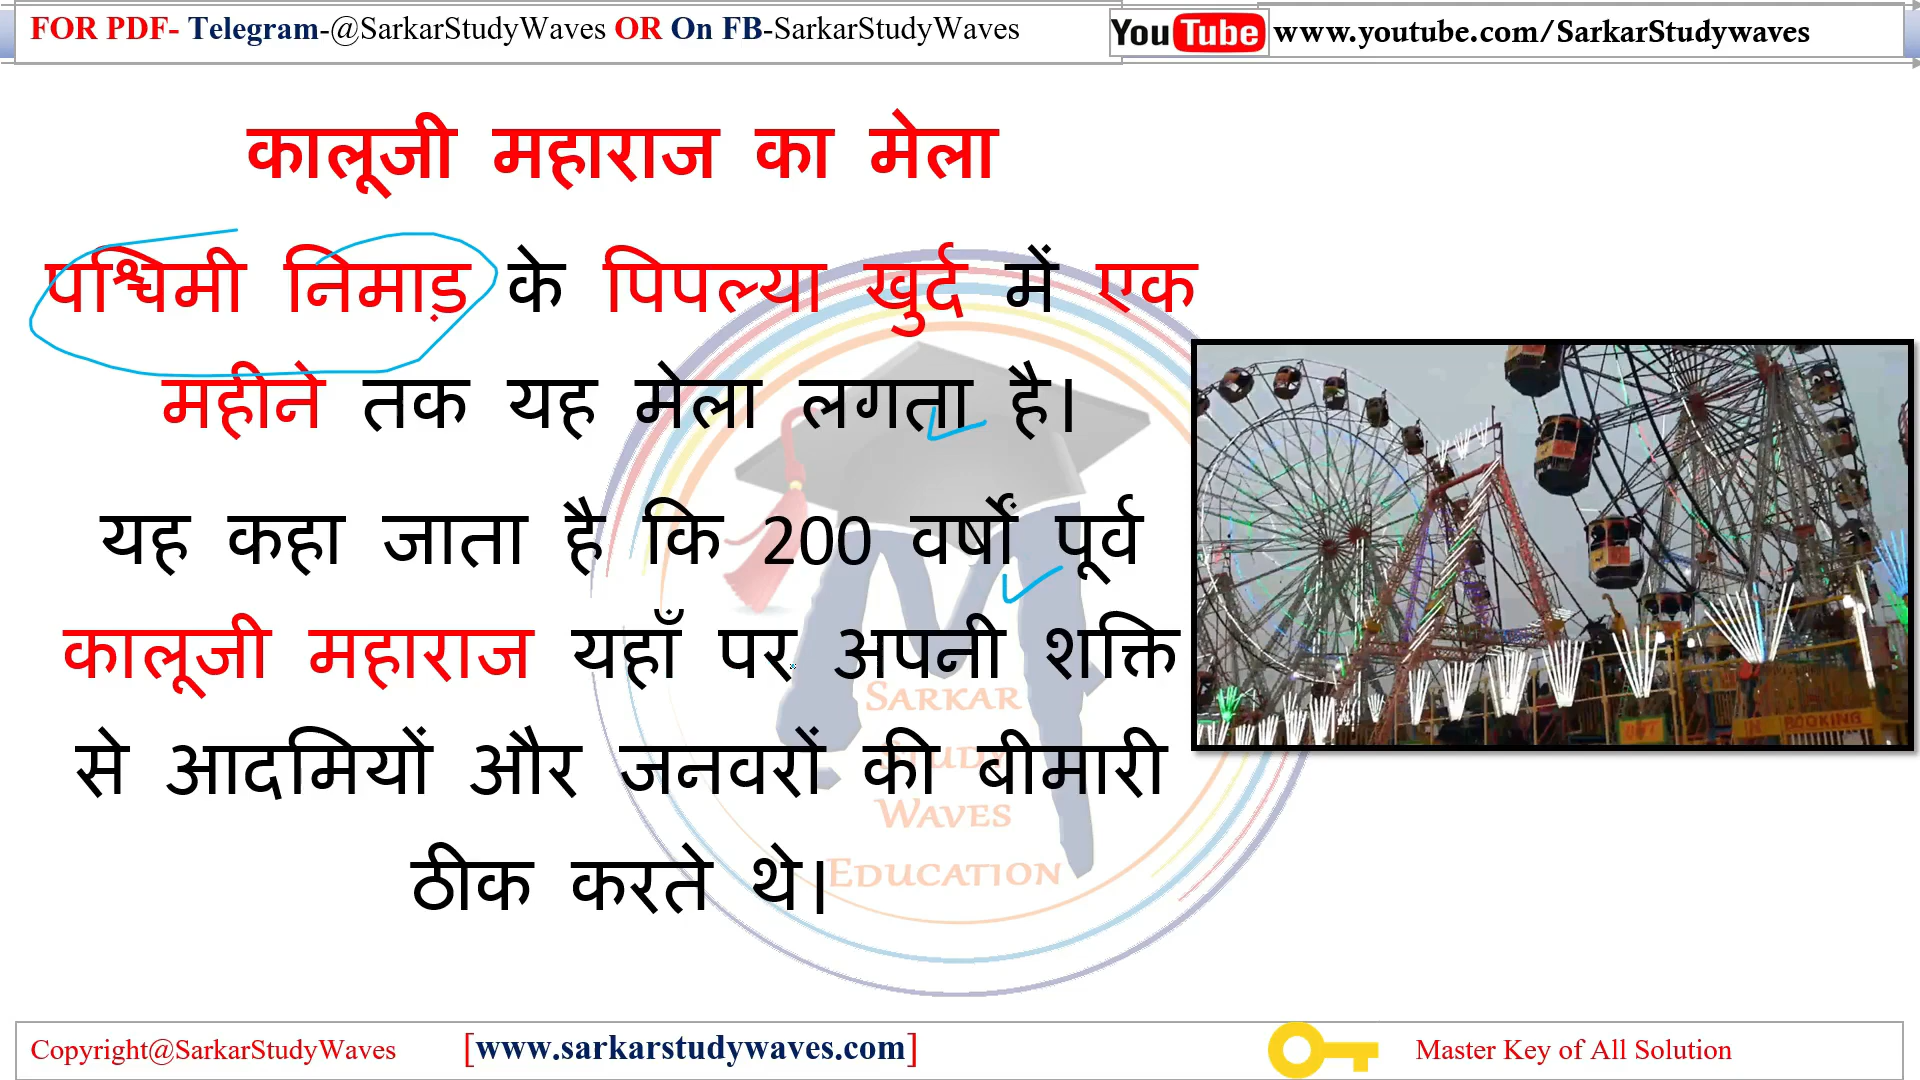 FOR PDF- Telegram-@SarkarStudyWaves OR On FB-SarkarStudyWaves
YouTube www.youtube.com/SarkarStudywaves
कालूजी महाराज का मेला
पश्चिमी निमाड़ के पिपल्या खुर्द में एक
महीने तक यह मेला लगता है।
यह कहा जाता है कि 200 वर्षों पूर्व
कालूजी महाराज यहाँ पर अपनी शक्ति
से आदमियों और जनवरों की बीमारी
ठीक करते थे।
SARKAR
STUDY
WAVES
EDUCATION
BOOKING
Copyright@SarkarStudyWaves [www.sarkarstudywaves.com] Master Key of All Solution